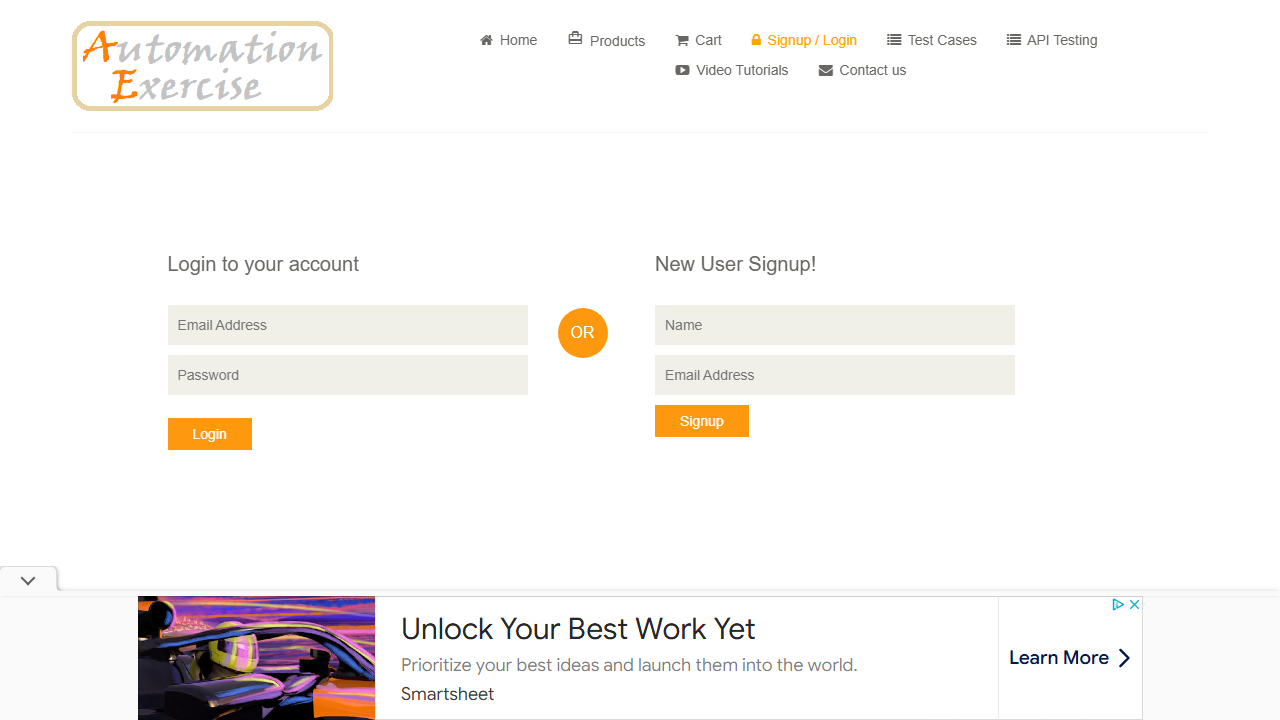 Automation
Exercise
Home
Products
Cart
Signup / Login
Test Cases
API Testing
Video Tutorials
Contact us
Login to your account
Email Address
Password
Login
OR
New User Signup!
Name
Email Address
Signup
Unlock Your Best Work Yet
Prioritize your best ideas and launch them into the world.
Smartsheet
Learn More